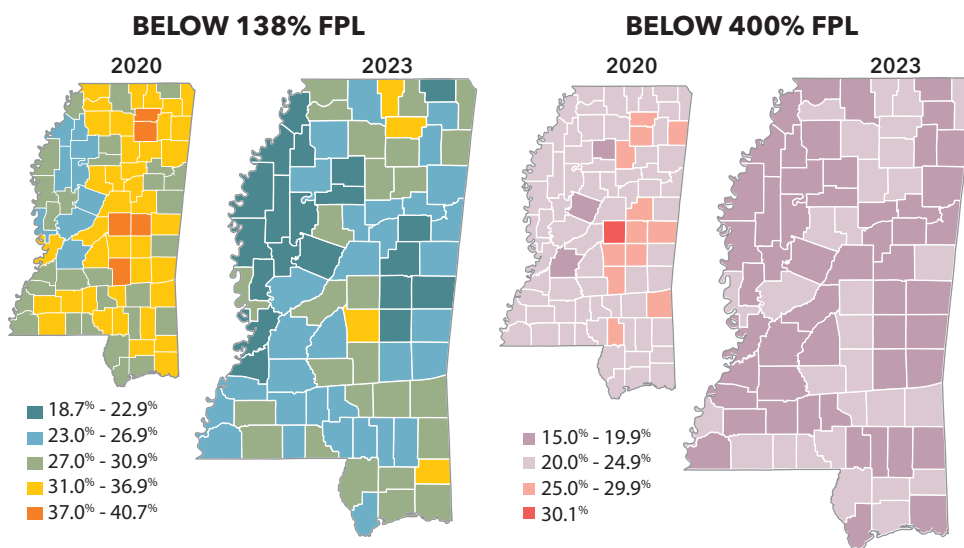 BELOW 138% FPL
2020
2023
18.7% - 22.9%
23.0% - 26.9%
27.0% - 30.9%
31.0% - 36.9%
37.0% - 40.7%
BELOW 400% FPL
2020
2023
15.0% - 19.9%
20.0% - 24.9%
25.0% - 29.9%
30.1%